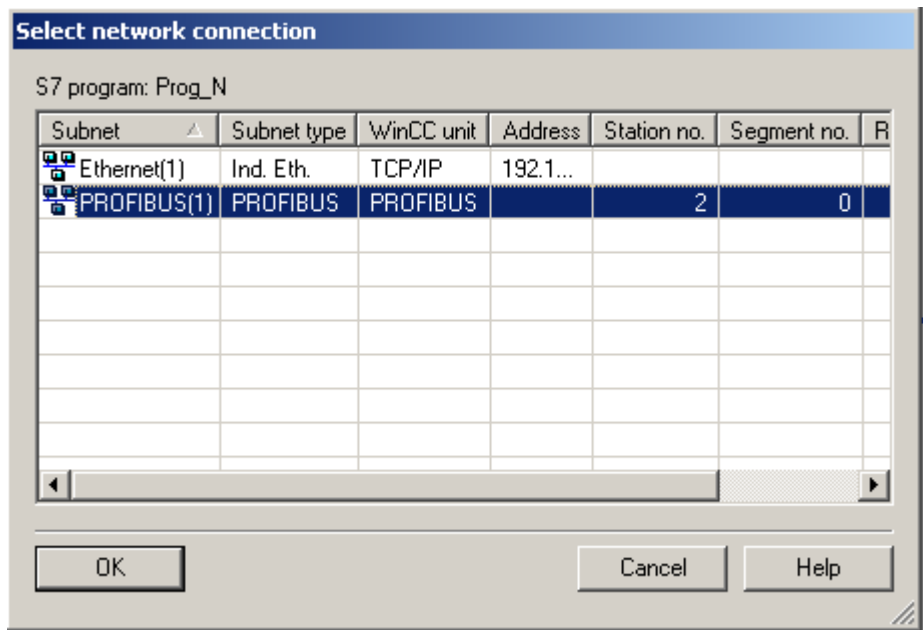 Select network connection
S7 program: Prog_N
Subnet Subnet type WinCC unit Address Station no. Segment no. R
Ethernet(1) Ind. Eth. TCP/IP 192.1...
PROFIBUS(1) PROFIBUS PROFIBUS 2 0
OK Cancel Help